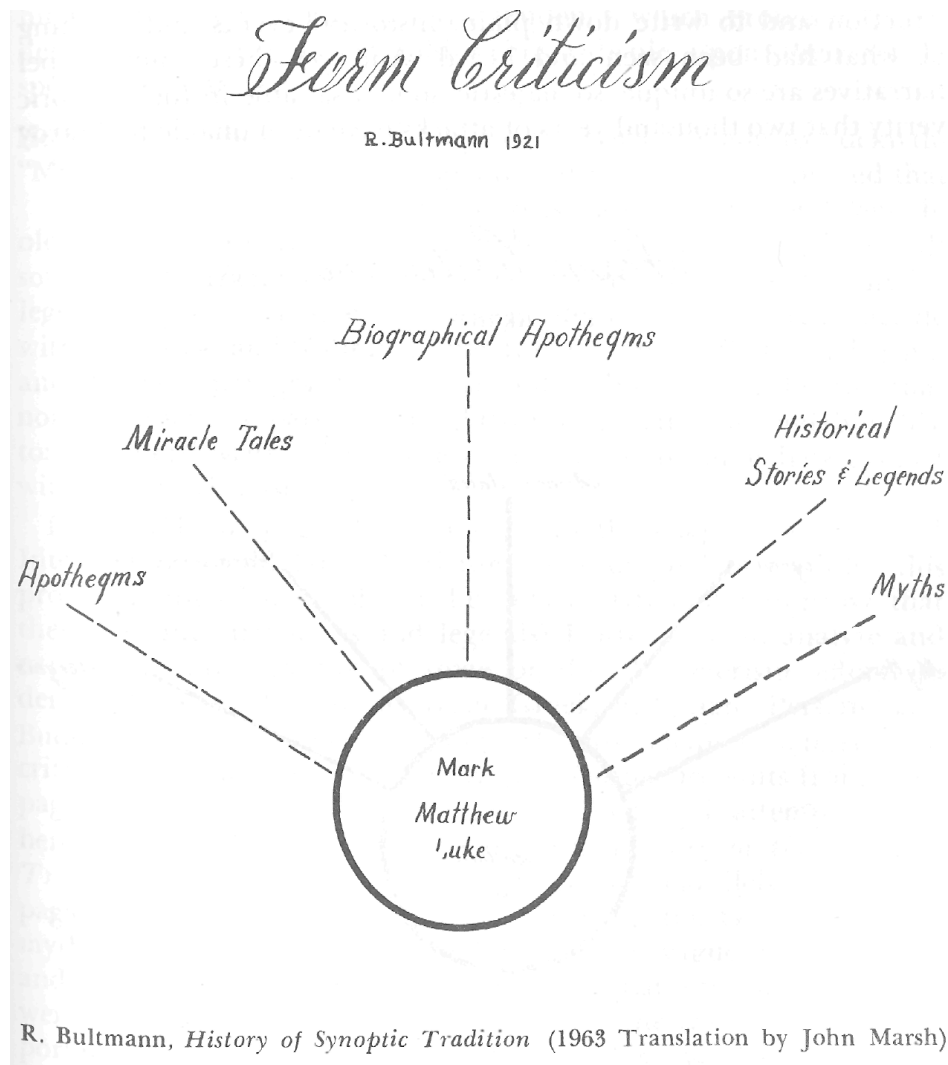 Form Criticism
R. Bultmann 1921
Biographical Apothegms
Miracle Tales
Historical
Stories & Legends
Apothegms
Myths
Mark
Matthew
Luke
R. Bultmann, History of Synoptic Tradition (1963 Translation by John Marsh)